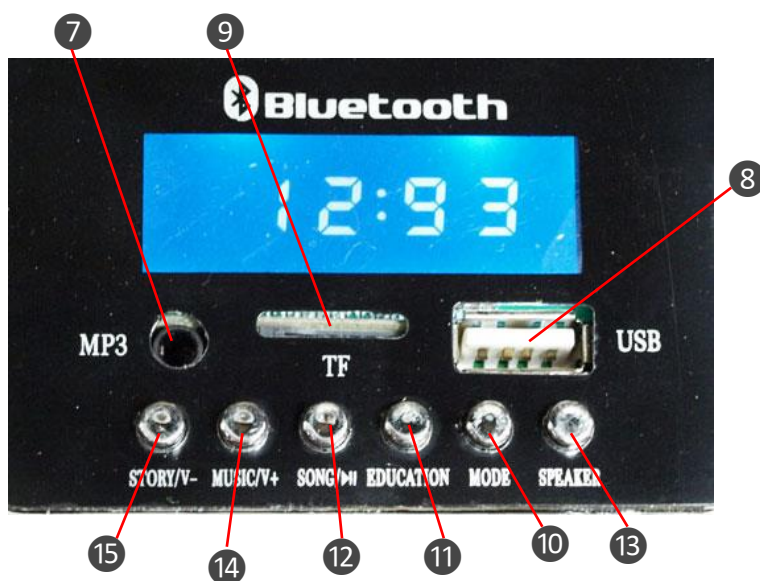 7 9
Bluetooth
12:93
8
MP3 TF USB
STORY/V- MUSIC/V+ SONG/⏯ EDUCATION MODE SPEAKER
15 14 12 11 10 13